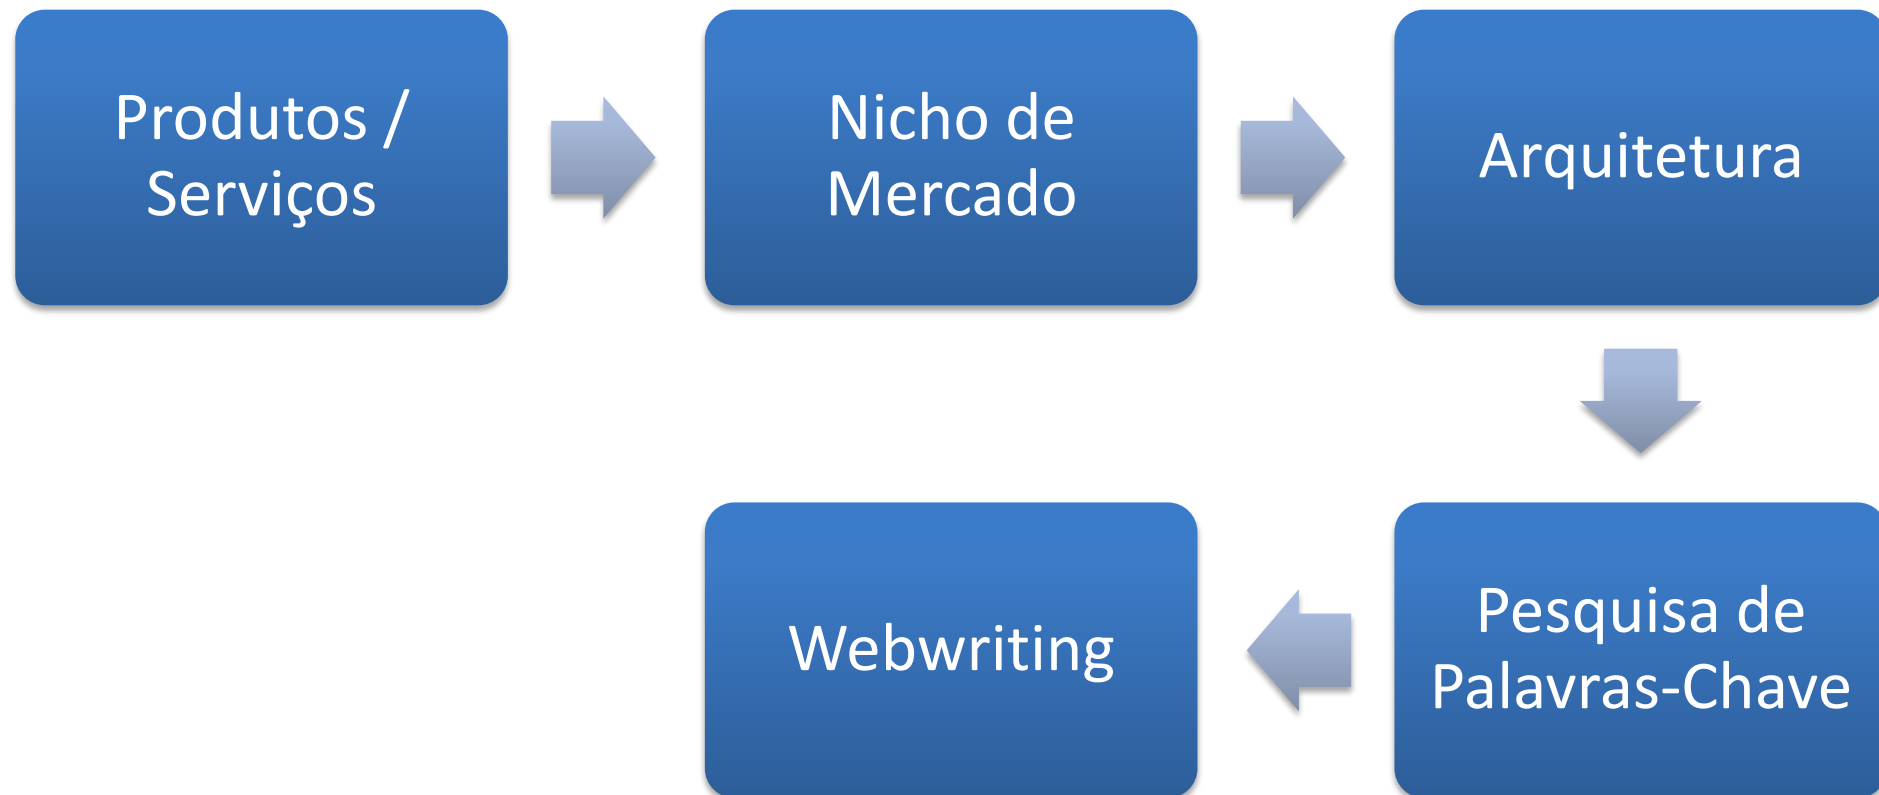 Produtos /
Serviços
Nicho de
Mercado
Arquitetura
Pesquisa de
Palavras-Chave
Webwriting